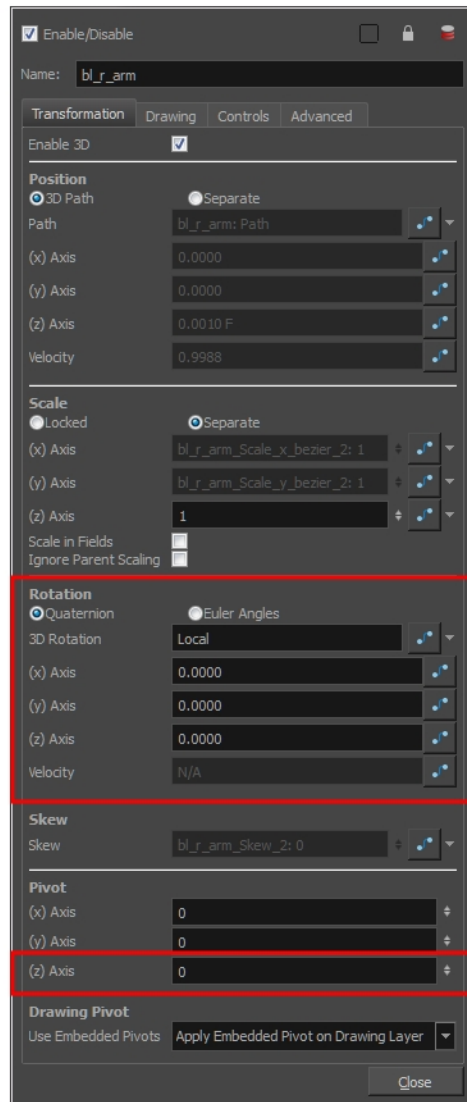 Enable/Disable
Name: bl_r_arm
Transformation Drawing Controls Advanced
Enable 3D
Position
3D Path Separate
Path bl_r_arm: Path
(x) Axis 0.0000
(y) Axis 0.0000
(z) Axis 0.0010 F
Velocity 0.9988
Scale
Locked Separate
(x) Axis bl_r_arm_Scale_x_bezier_2: 1
(y) Axis bl_r_arm_Scale_y_bezier_2: 1
(z) Axis 1
Scale in Fields
Ignore Parent Scaling
Rotation
Quaternion Euler Angles
3D Rotation Local
(x) Axis 0.0000
(y) Axis 0.0000
(z) Axis 0.0000
Velocity N/A
Skew
Skew bl_r_arm_Skew_2: 0
Pivot
(x) Axis 0
(y) Axis 0
(z) Axis 0
Drawing Pivot
Use Embedded Pivots Apply Embedded Pivot on Drawing Layer
Close